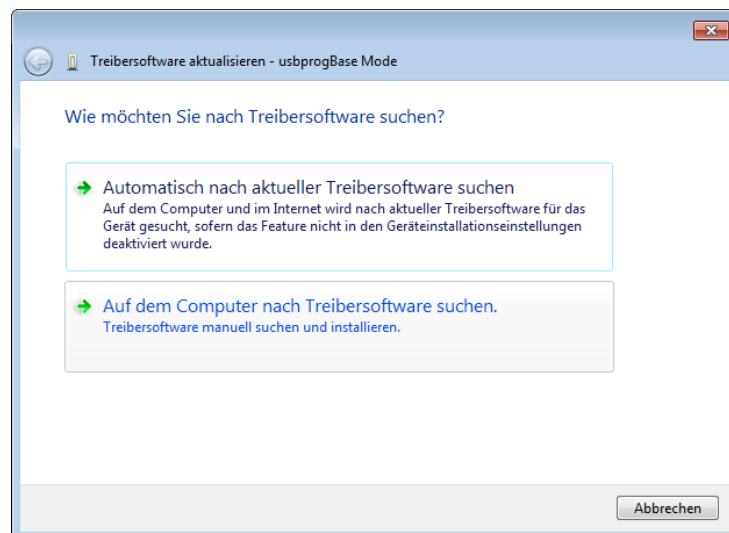 Treibersoftware aktualisieren - usbprogBase Mode
Wie möchten Sie nach Treibersoftware suchen?
Automatisch nach aktueller Treibersoftware suchen
Auf dem Computer und im Internet wird nach aktueller Treibersoftware für das
Gerät gesucht, sofern das Feature nicht in den Geräteinstallationseinstellungen
deaktiviert wurde.
Auf dem Computer nach Treibersoftware suchen.
Treibersoftware manuell suchen und installieren.
Abbrechen